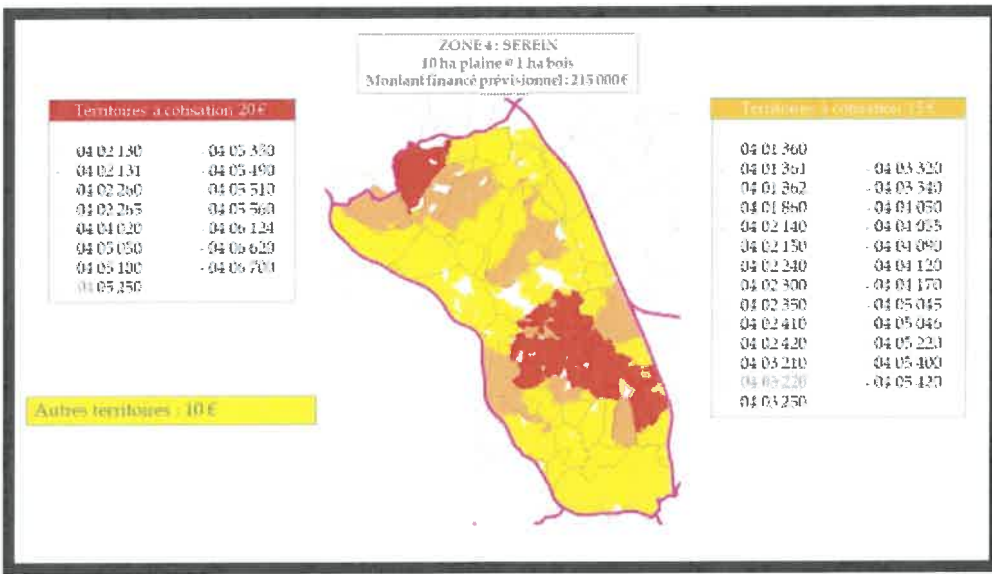 ZONE 4 : SEREIN
10 ha plaine = 1 ha bois
Montant financé prévisionnel : 215 000 €
Territoires à cotisation 20 €
04 02 130 - 04 05 330
04 02 131 - 04 05 490
04 02 260 - 04 05 510
04 02 265 - 04 05 560
04 04 020 - 04 06 124
04 05 050 - 04 06 620
04 05 100 - 04 06 700
04 05 250
Territoires à cotisation 15 €
04 01 360
04 01 361 - 04 03 320
04 01 362 - 04 03 340
04 01 860 - 04 04 050
04 02 140 - 04 04 055
04 02 150 - 04 04 090
04 02 240 04 04 120
04 02 300 - 04 04 170
04 02 350 - 04 05 045
04 02 410 04 05 046
04 02 420 04 05 220
04 03 210 04 05 400
04 03 220 - 04 05 420
04 03 250
Autres territoires : 10 €